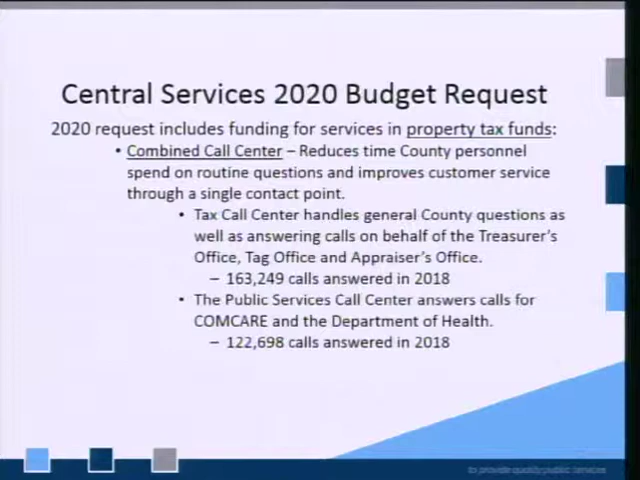 Central Services 2020 Budget Request
2020 request includes funding for services in property tax funds:
• Combined Call Center – Reduces time County personnel
spend on routine questions and improves customer service
through a single contact point.
• Tax Call Center handles general County questions as
well as answering calls on behalf of the Treasurer's
Office, Tag Office and Appraiser's Office.
– 163,249 calls answered in 2018
• The Public Services Call Center answers calls for
COMCARE and the Department of Health.
– 122,698 calls answered in 2018
to provide quality public services